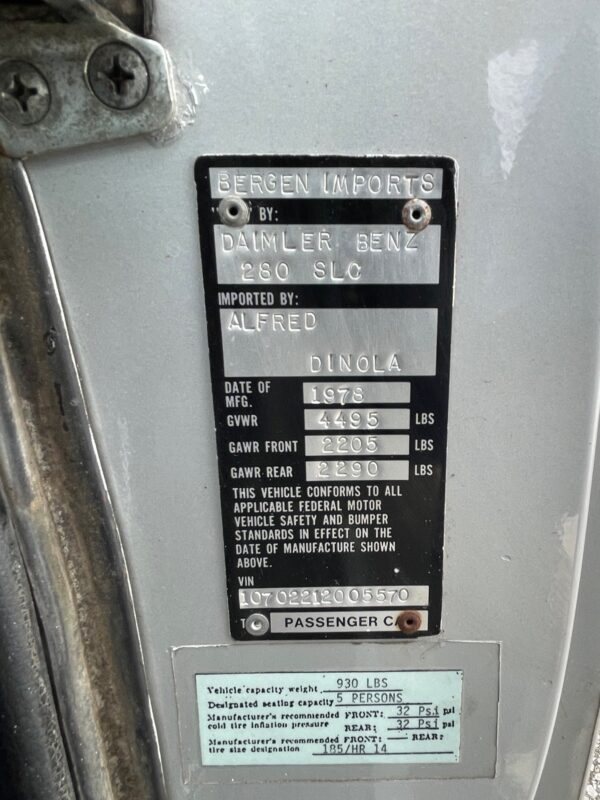 BERGEN IMPORTS
BY:
DAIMLER BENZ
280 SLC
IMPORTED BY:
ALFRED
DINOLA
DATE OF
MFG. 1978
GVWR 4495 LBS
GAWR FRONT 2205 LBS
GAWR REAR 2290 LBS
THIS VEHICLE CONFORMS TO ALL
APPLICABLE FEDERAL MOTOR
VEHICLE SAFETY AND BUMPER
STANDARDS IN EFFECT ON THE
DATE OF MANUFACTURE SHOWN
ABOVE.
VIN
10702212005570
PASSENGER CA
Vehicle capacity weight 930 LBS
Designated seating capacity 5 PERSONS
Manufacturer's recommended FRONT: 32 Psi psi
cold tire inflation pressure REAR: 32 Psi psi
Manufacturer's recommended FRONT: — REAR:
tire size designation 185/HR 14